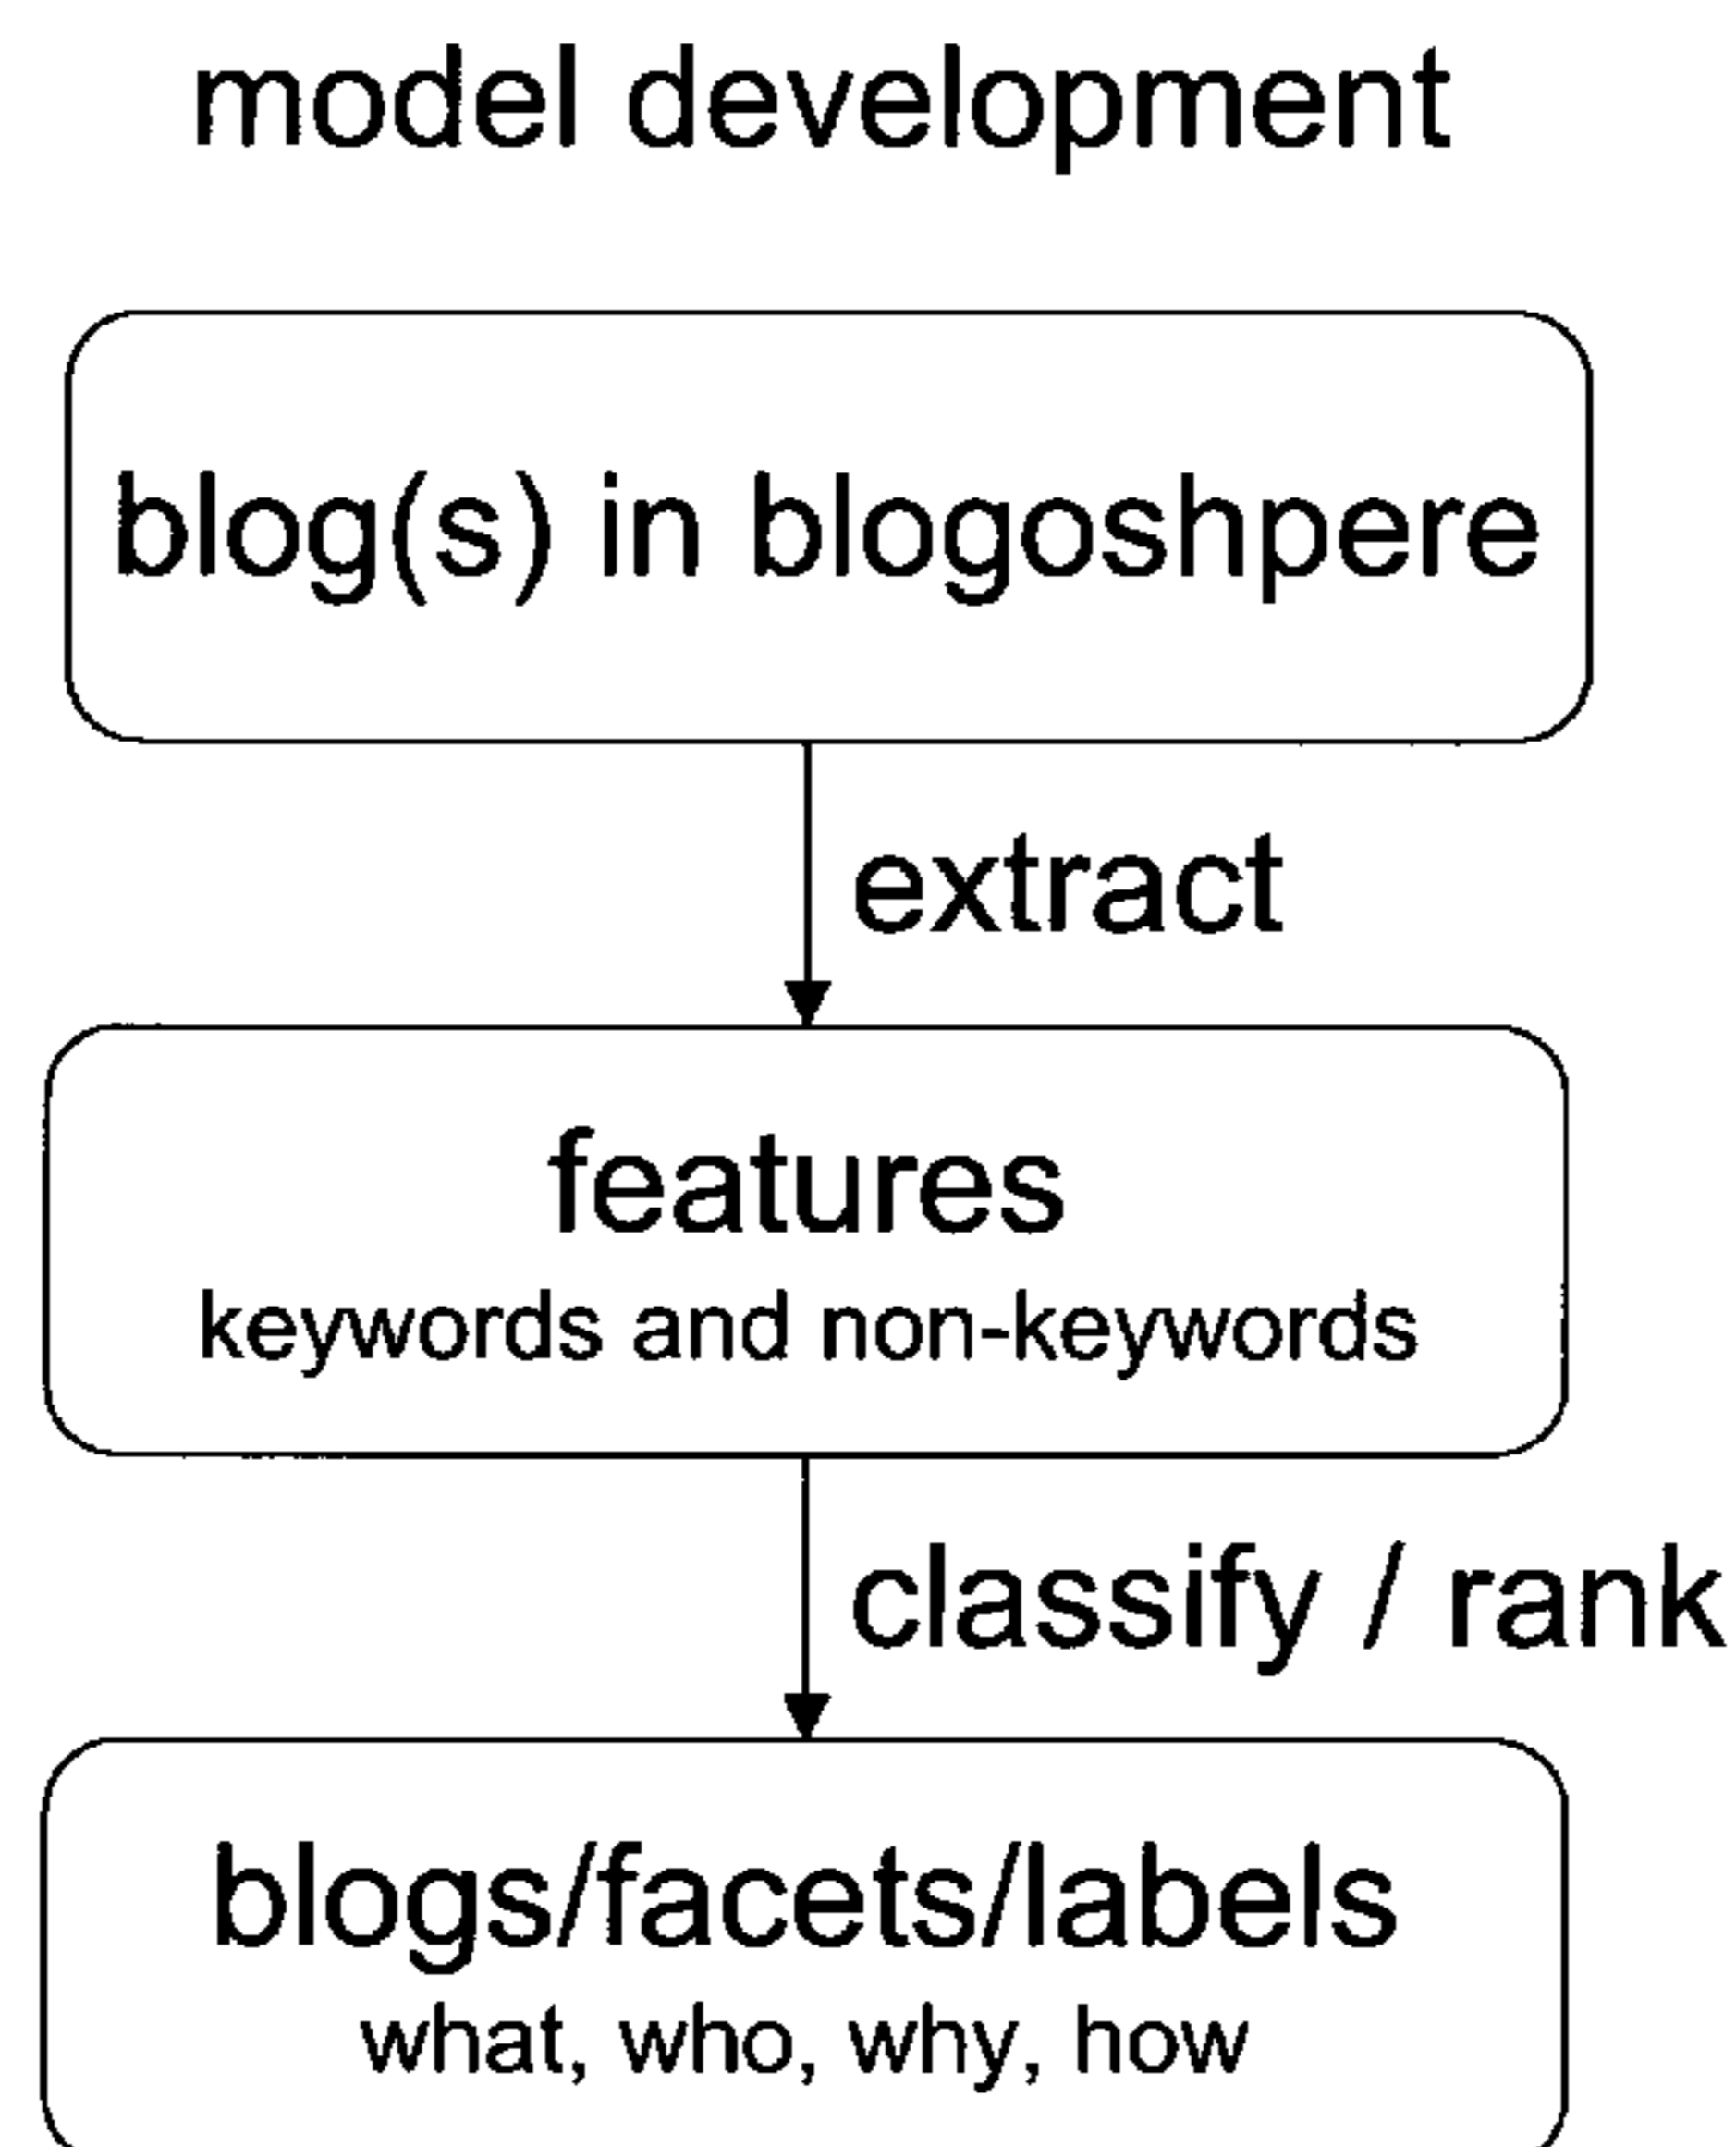 model development
blog(s) in blogoshpere
extract
features
keywords and non-keywords
classify / rank
blogs/facets/labels
what, who, why, how